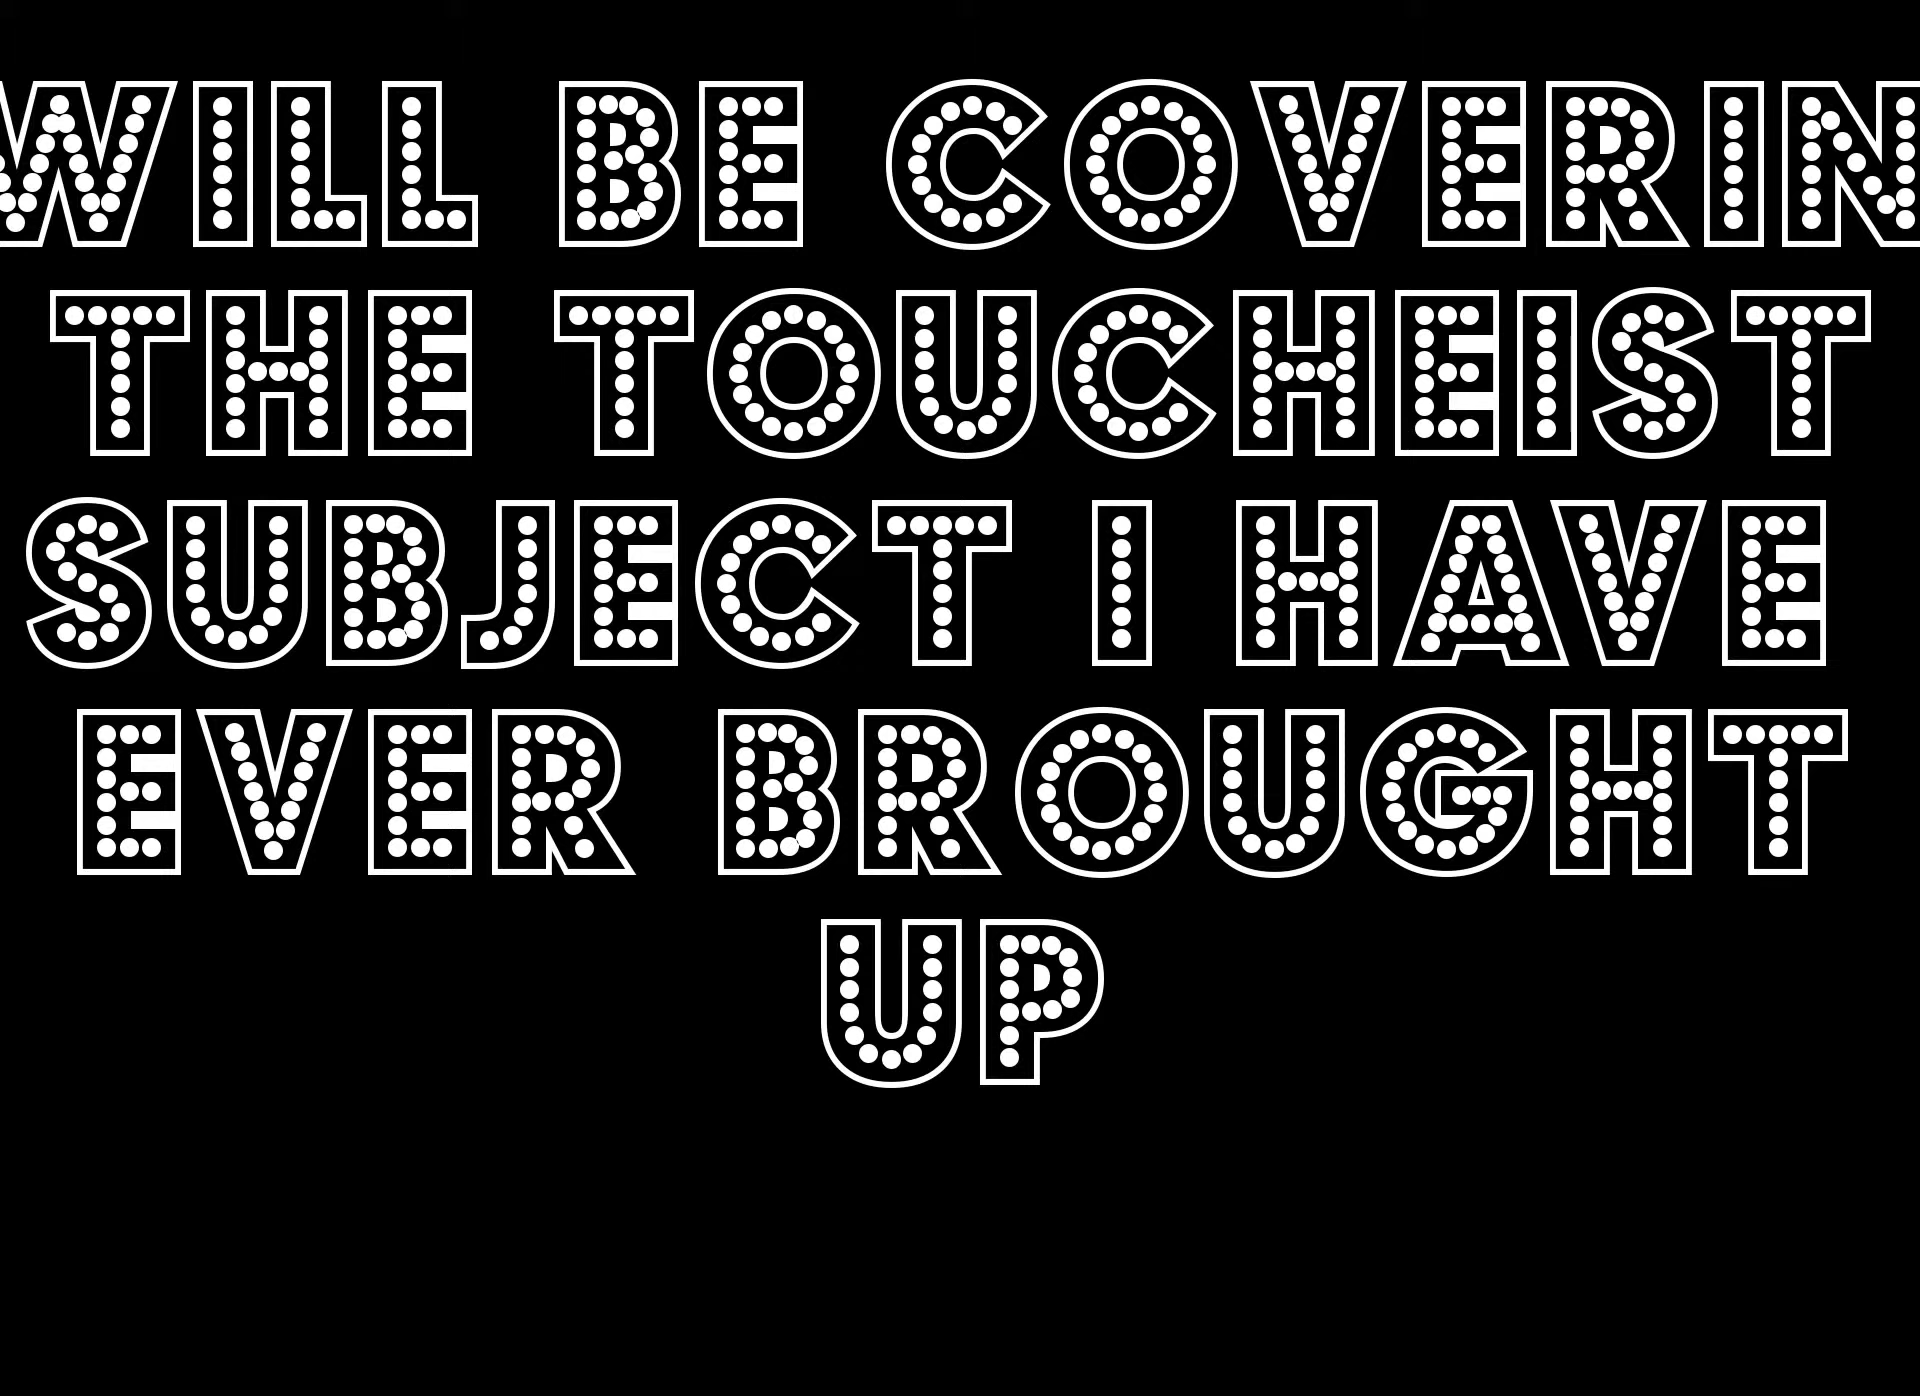 WILL BE COVERIN
THE TOUCHEIST
SUBJECT I HAVE
EVER BROUGHT
UP